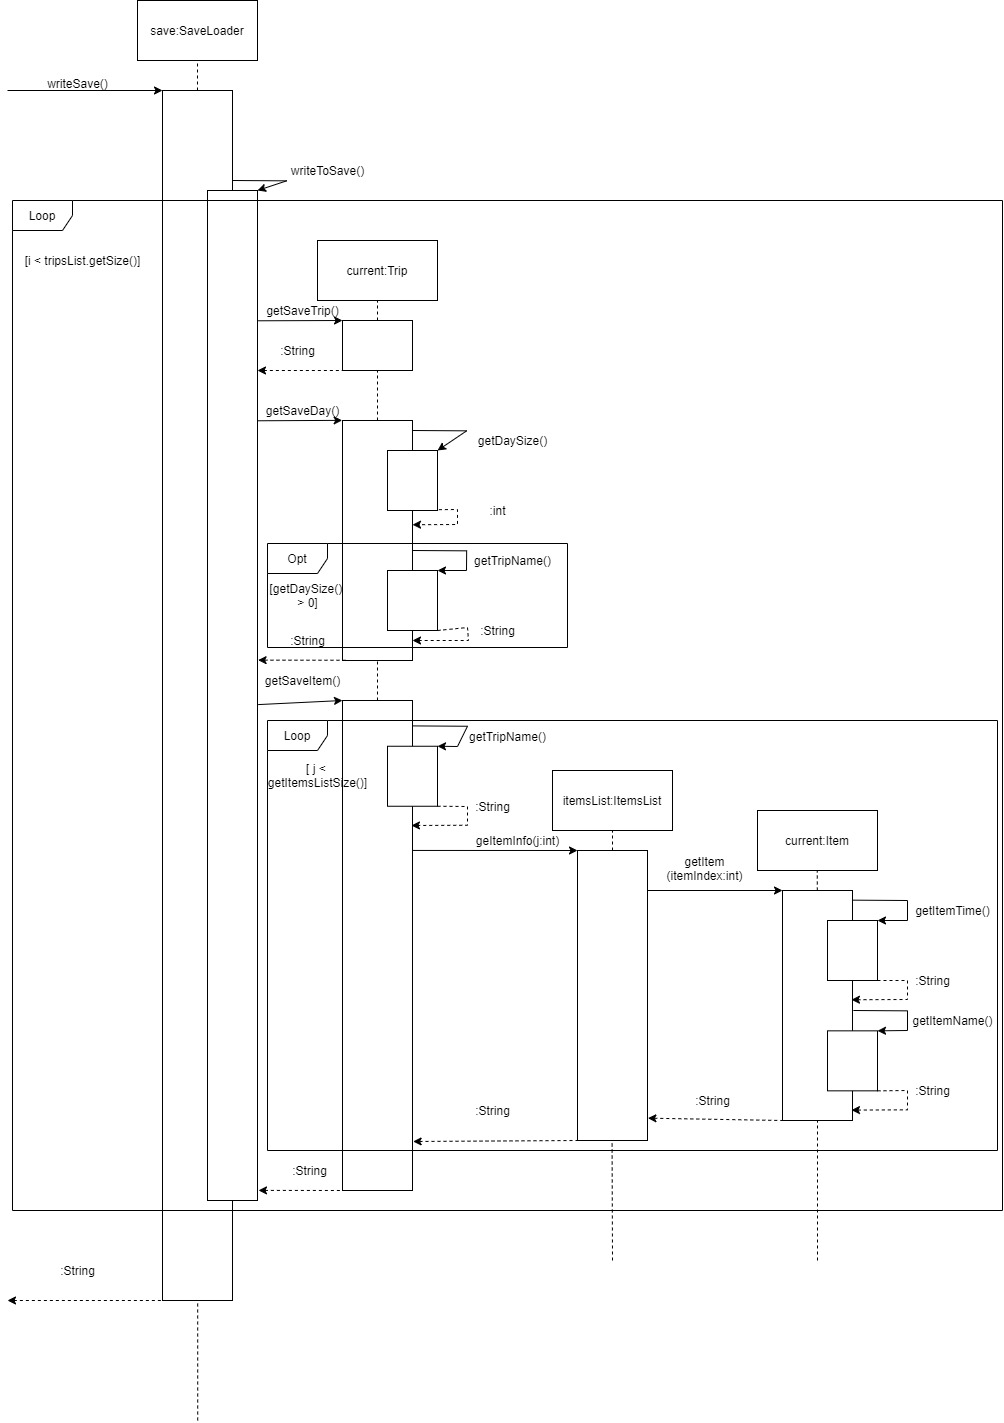 save:SaveLoader
writeSave()
writeToSave()
Loop
[i < tripsList.getSize()]
current:Trip
getSaveTrip()
:String
getSaveDay()
getDaySize()
:int
Opt
getTripName()
[getDaySize()
> 0]
:String
:String
getSaveItem()
Loop
getTripName()
[ j <
getItemsListSize()]
:String
itemsList:ItemsList
current:Item
geItemInfo(j:int)
getItem
(itemIndex:int)
getItemTime()
:String
getItemName()
:String
:String
:String
:String
:String